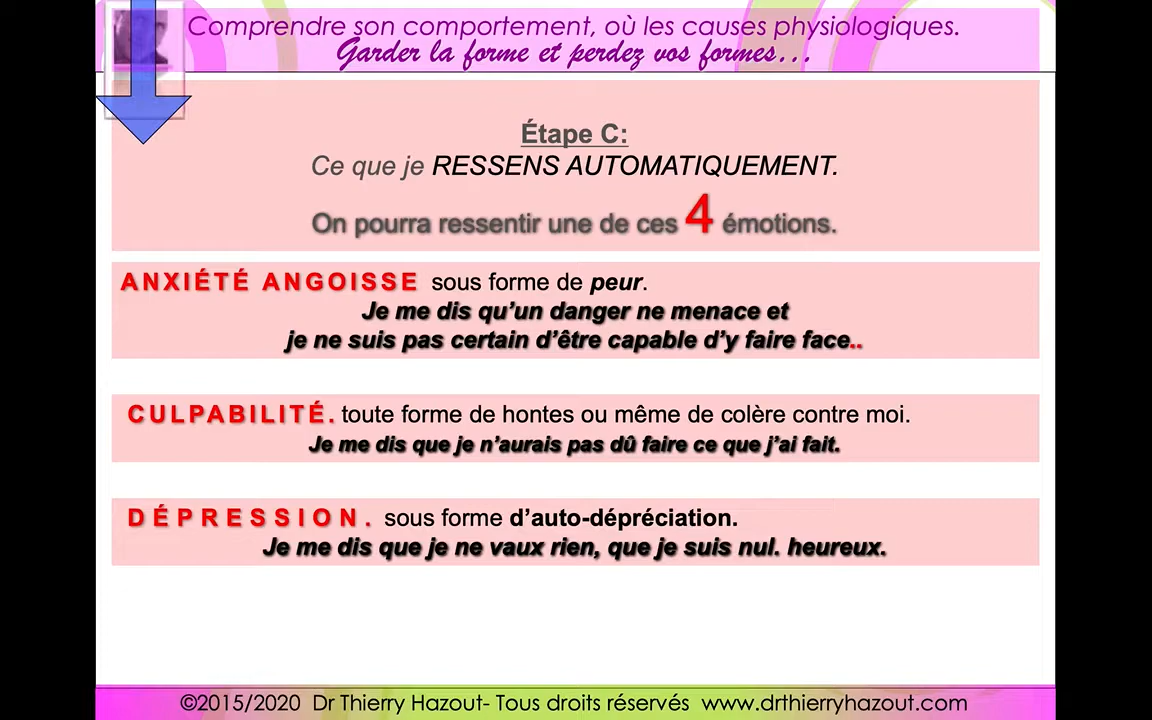 Comprendre son comportement, où les causes physiologiques.
Garder la forme et perdez vos formes...
Étape C:
Ce que je RESSENS AUTOMATIQUEMENT.
On pourra ressentir une de ces 4 émotions.
ANXIÉTÉ ANGOISSE sous forme de peur.
Je me dis qu’un danger ne menace et
je ne suis pas certain d’être capable d’y faire face..
CULPABILITÉ. toute forme de hontes ou même de colère contre moi.
Je me dis que je n’aurais pas dû faire ce que j’ai fait.
DÉPRESSION. sous forme d’auto-dépréciation.
Je me dis que je ne vaux rien, que je suis nul. heureux.
©2015/2020 Dr Thierry Hazout- Tous droits réservés www.drthierryhazout.com